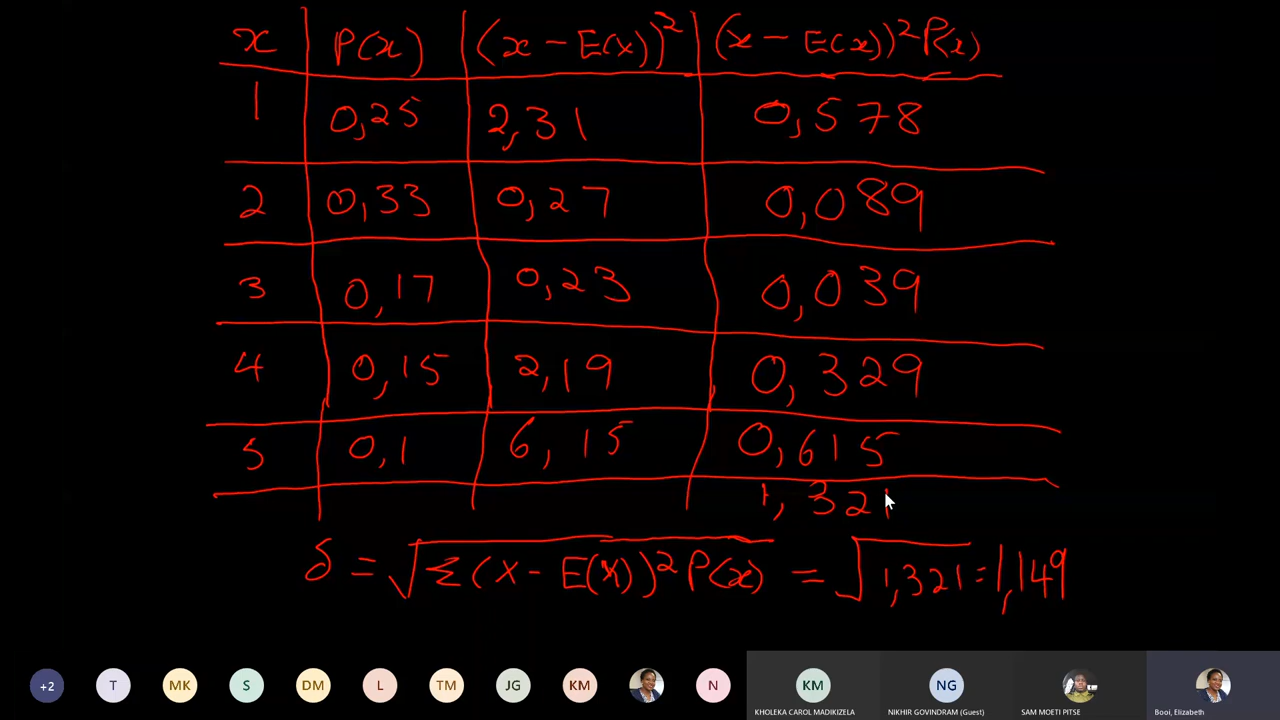 x P(x) (x - E(x))² (x - E(x))² P(x)
1 0,25 2,31 0,578
2 0,33 0,27 0,089
3 0,17 0,23 0,039
4 0,15 2,19 0,329
5 0,1 6,15 0,615
1,321
δ = √Σ(x - E(x))² P(x) = √1,321 = 1,149
+2 T MK S DM L TM JG KM N KM NG
KHOLEKA CAROL MADIKIZELA NIKHIR GOVINDRAM (Guest) SAM MOETI PITSE Booi, Elizabeth